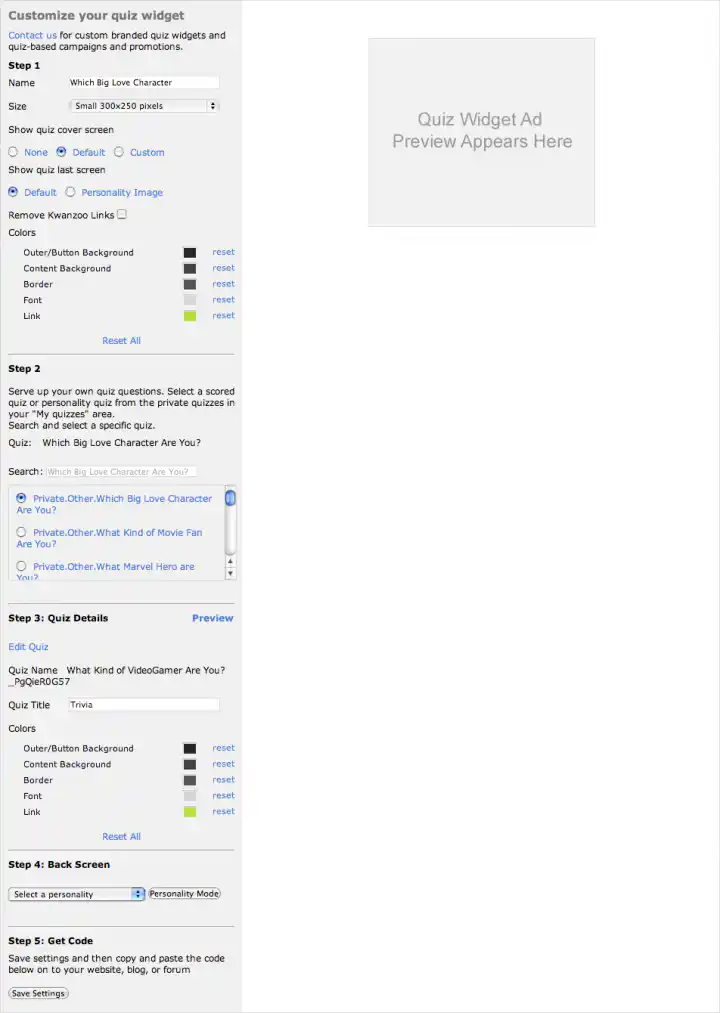 Customize your quiz widget
Contact us for custom branded quiz widgets and
quiz-based campaigns and promotions.
Step 1
Name Which Big Love Character
Size Small 300x250 pixels
Show quiz cover screen
None Default Custom
Show quiz last screen
Default Personality Image
Remove Kwanzoo Links
Colors
Outer/Button Background reset
Content Background reset
Border reset
Font reset
Link reset
Reset All
Step 2
Serve up your own quiz questions. Select a scored
quiz or personality quiz from the private quizzes in
your "My quizzes" area.
Search and select a specific quiz.
Quiz: Which Big Love Character Are You?
Search: Which Big Love Character Are You?
Private.Other.Which Big Love Character
Are You?
Private.Other.What Kind of Movie Fan
Are You?
Private.Other.What Marvel Hero are
You?
Step 3: Quiz Details Preview
Edit Quiz
Quiz Name What Kind of VideoGamer Are You?
_PgQieR0G57
Quiz Title Trivia
Colors
Outer/Button Background reset
Content Background reset
Border reset
Font reset
Link reset
Reset All
Step 4: Back Screen
Select a personality Personality Mode
Step 5: Get Code
Save settings and then copy and paste the code
below on to your website, blog, or forum
Save Settings
Quiz Widget Ad
Preview Appears Here